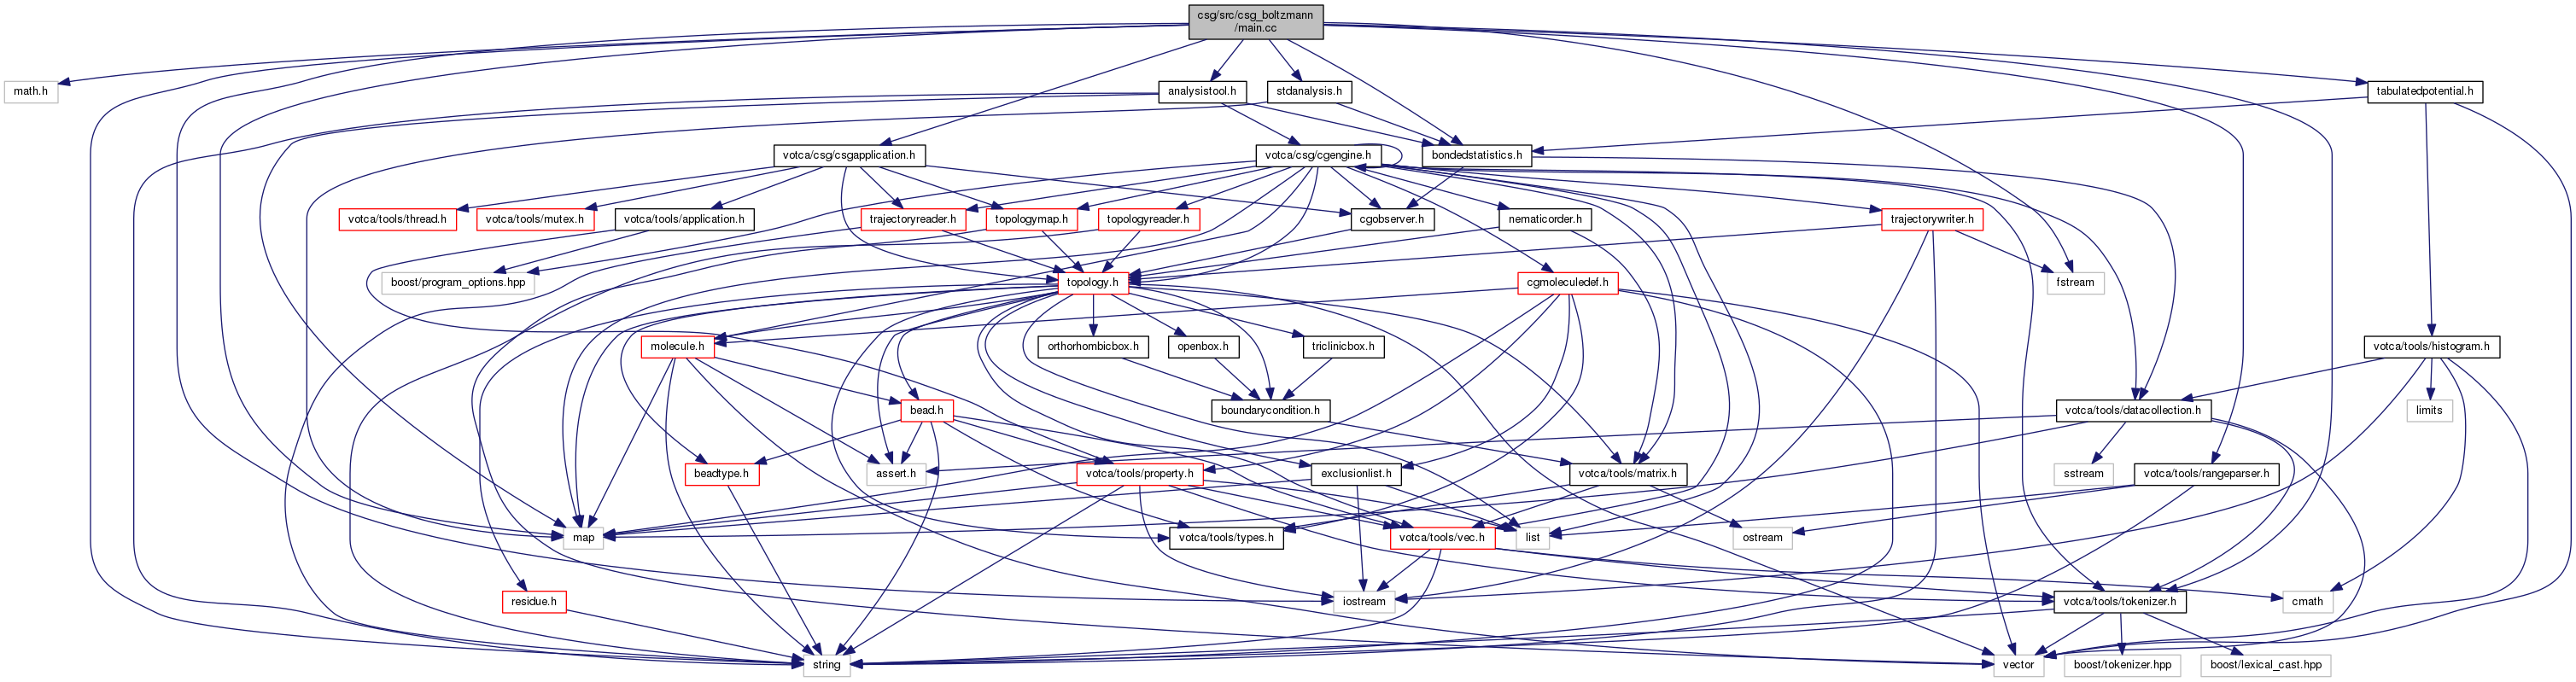 csg/src/csg_boltzmann
/main.cc
math.h
analysistool.h
stdanalysis.h
tabulatedpotential.h
votca/csg/csgapplication.h
votca/csg/cgengine.h
bondedstatistics.h
votca/tools/thread.h
votca/tools/mutex.h
votca/tools/application.h
trajectoryreader.h
topologymap.h
topologyreader.h
cgobserver.h
nematicorder.h
trajectorywriter.h
boost/program_options.hpp
topology.h
cgmoleculedef.h
fstream
molecule.h
orthorhombicbox.h
openbox.h
triclinicbox.h
votca/tools/histogram.h
bead.h
boundarycondition.h
votca/tools/datacollection.h
limits
beadtype.h
assert.h
votca/tools/property.h
exclusionlist.h
votca/tools/matrix.h
sstream
votca/tools/rangeparser.h
map
votca/tools/vec.h
votca/tools/types.h
list
ostream
residue.h
iostream
votca/tools/tokenizer.h
cmath
string
vector
boost/tokenizer.hpp
boost/lexical_cast.hpp